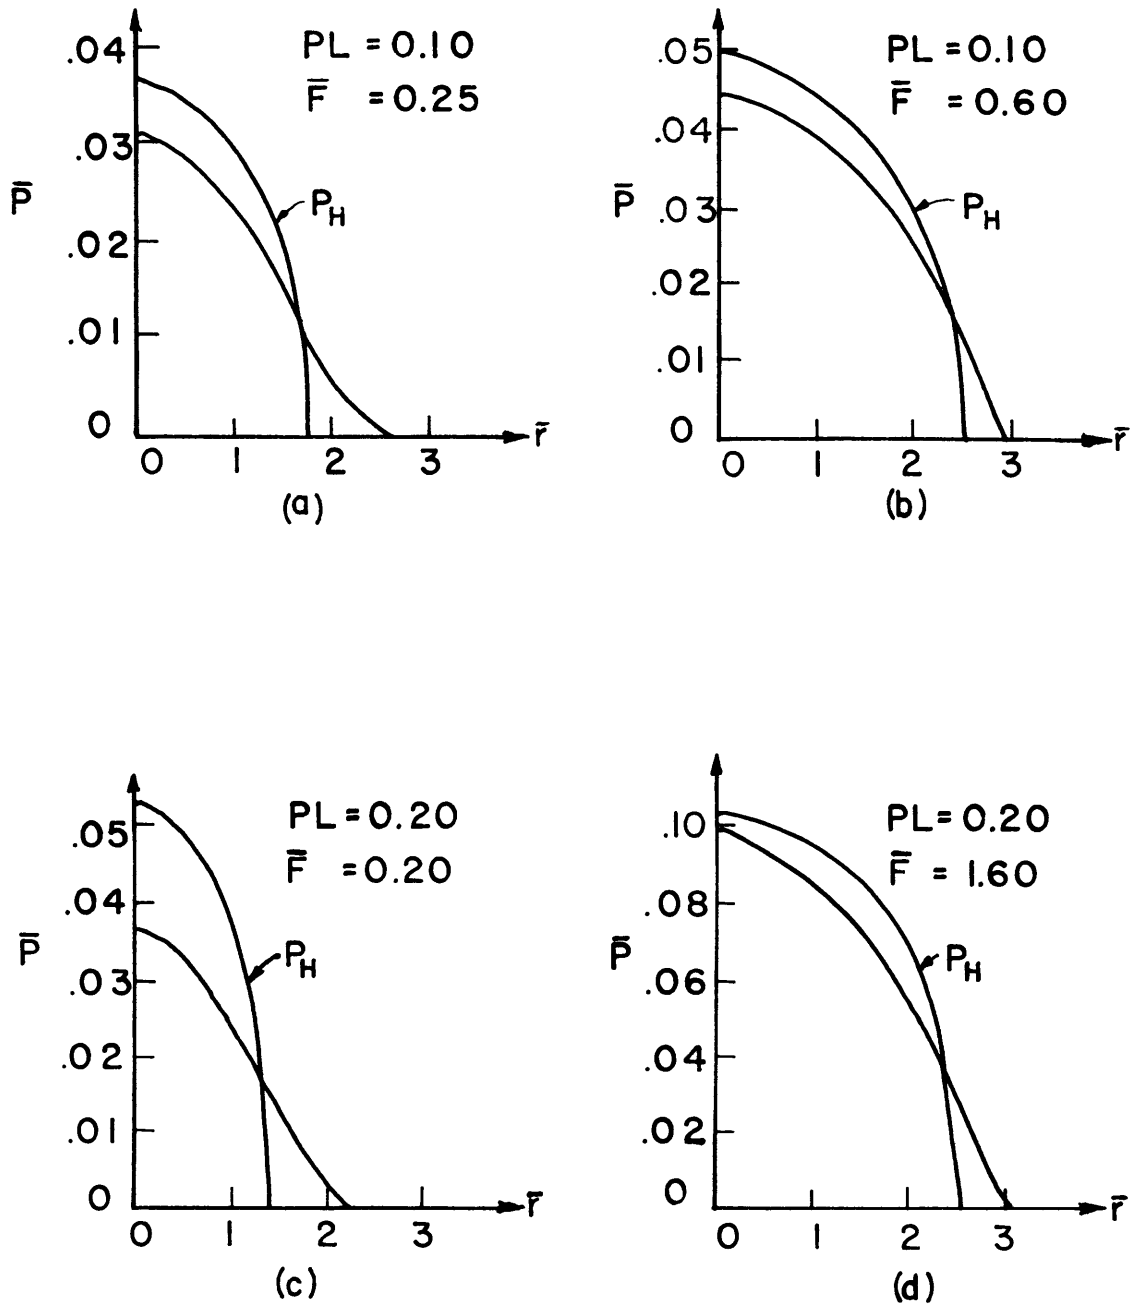 PL = 0.10
F̅ = 0.25
.04
.03
.02
.01
0
P̅
P_H
0 1 2 3
r̅
(a)
PL = 0.10
F̅ = 0.60
.05
.04
.03
.02
.01
0
P̅
P_H
0 1 2 3
r̅
(b)
PL = 0.20
F̅ = 0.20
.05
.04
.03
.02
.01
0
P̅
P_H
0 1 2 3
r̅
(c)
PL = 0.20
F̅ = 1.60
.10
.08
.06
.04
.02
0
P̅
P_H
0 1 2 3
r̅
(d)